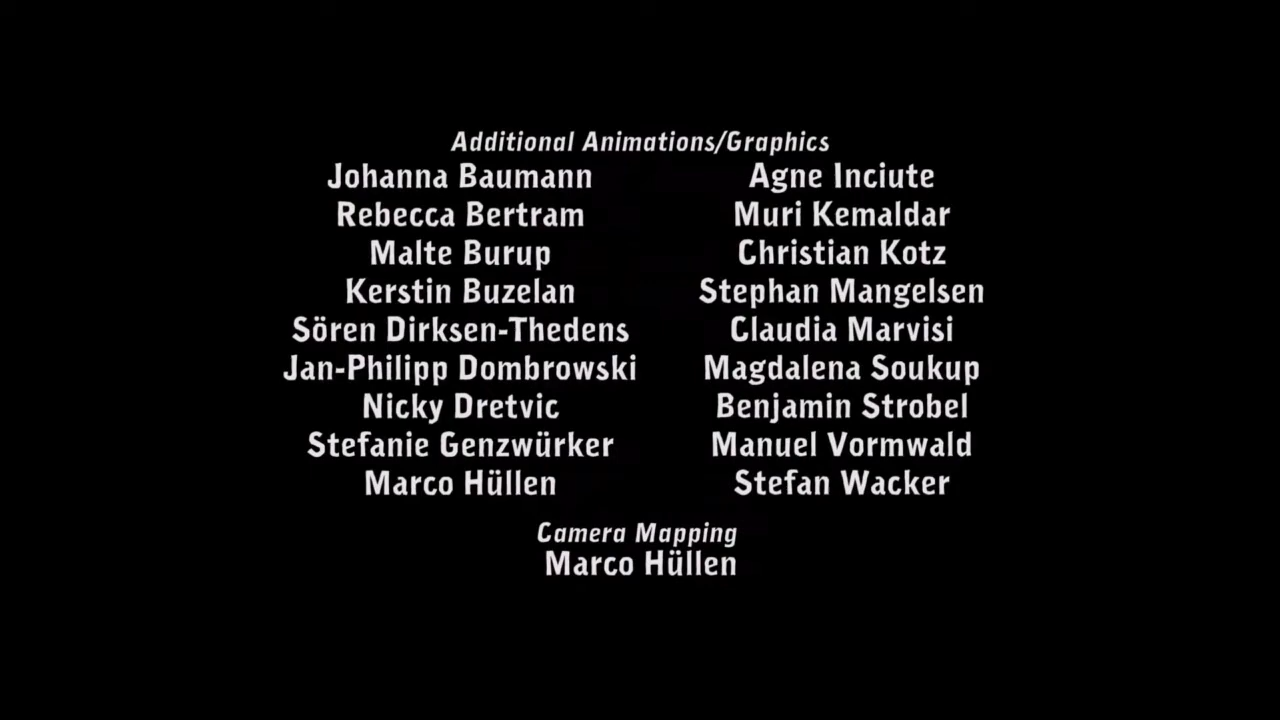 Additional Animations/Graphics
Johanna Baumann
Rebecca Bertram
Malte Burup
Kerstin Buzelan
Sören Dirksen-Thedens
Jan-Philipp Dombrowski
Nicky Dretvic
Stefanie Genzwürker
Marco Hüllen
Agne Inciute
Muri Kemaldar
Christian Kotz
Stephan Mangelsen
Claudia Marvisi
Magdalena Soukup
Benjamin Strobel
Manuel Vormwald
Stefan Wacker
Camera Mapping
Marco Hüllen